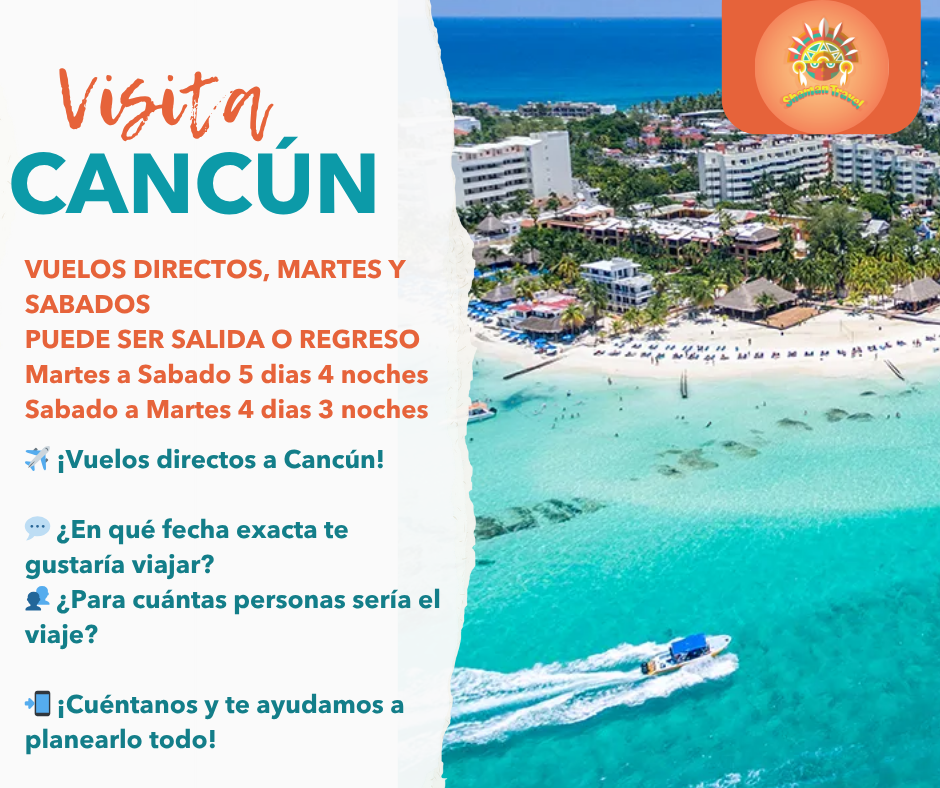 Visita
CANCÚN
Shaman Travel
VUELOS DIRECTOS, MARTES Y
SABADOS
PUEDE SER SALIDA O REGRESO
Martes a Sabado 5 dias 4 noches
Sabado a Martes 4 dias 3 noches
✈️ ¡Vuelos directos a Cancún!
💬 ¿En qué fecha exacta te
gustaría viajar?
👥 ¿Para cuántas personas sería el
viaje?
📲 ¡Cuéntanos y te ayudamos a
planearlo todo!